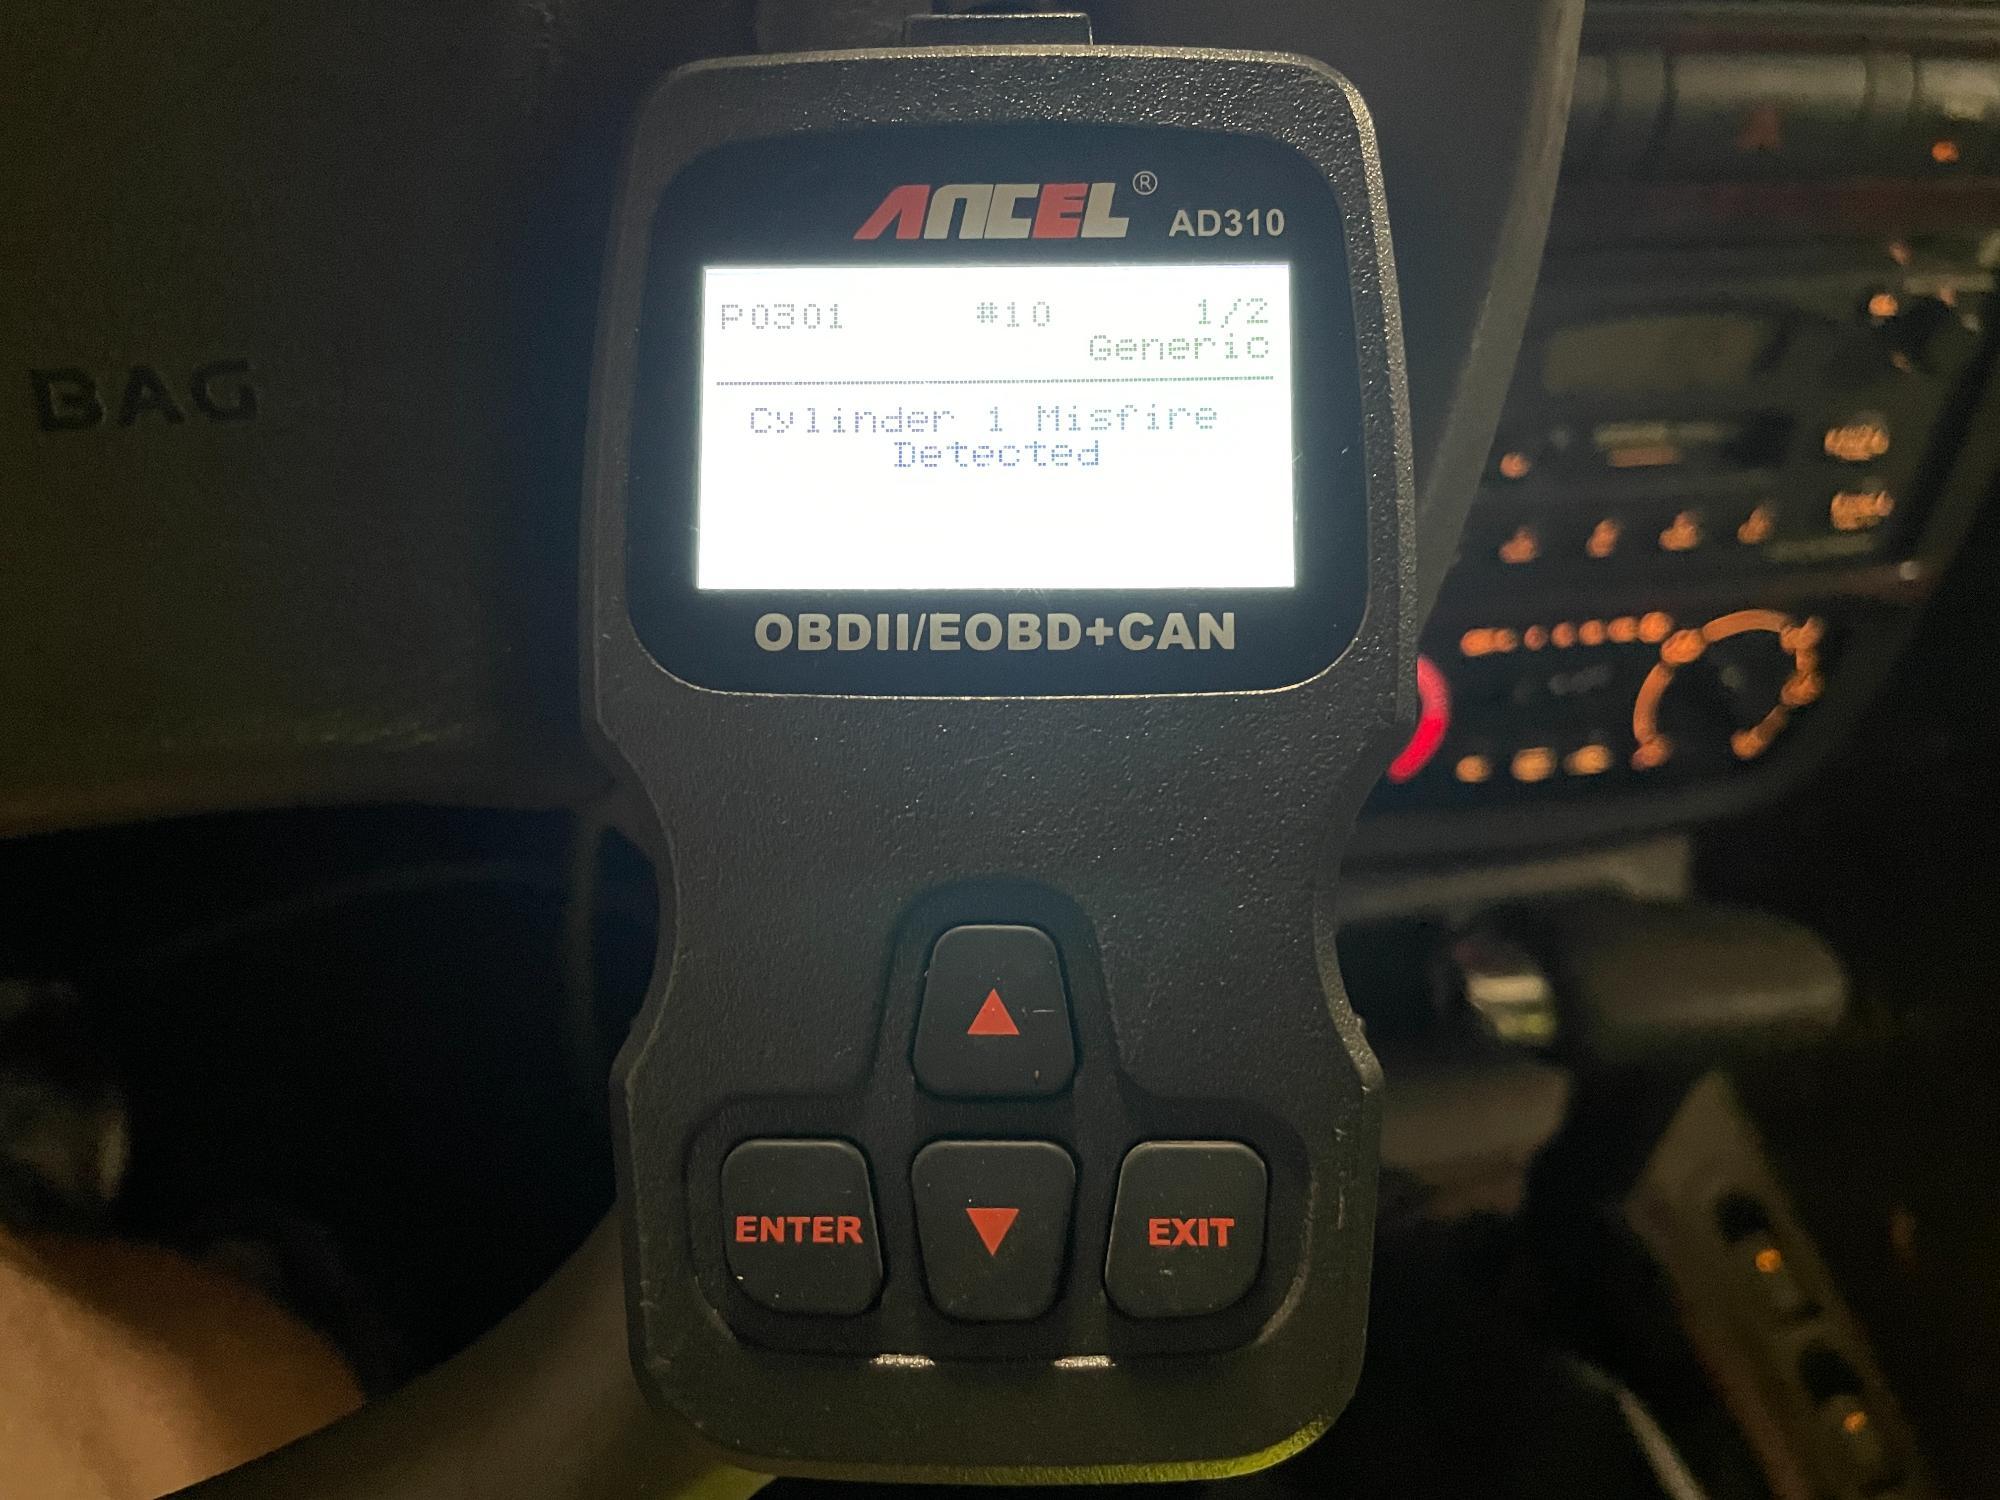 BAG
ANCEL ® AD310
P0301 #10 1/2
Generic
Cylinder 1 Misfire
Detected
OBDII/EOBD+CAN
ENTER
EXIT